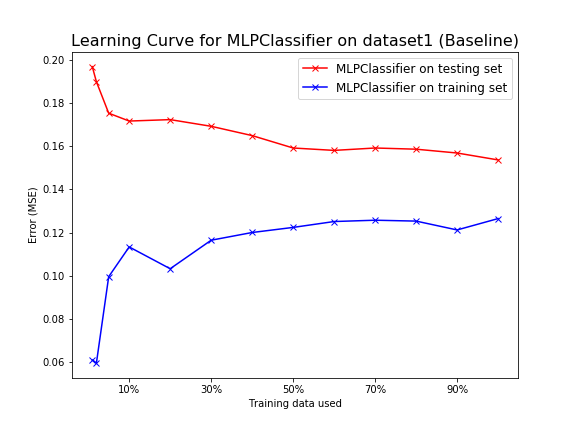 Learning Curve for MLPClassifier on dataset1 (Baseline)
MLPClassifier on testing set
MLPClassifier on training set
0.20
0.18
0.16
0.14
0.12
0.10
0.08
0.06
Error (MSE)
10% 30% 50% 70% 90%
Training data used